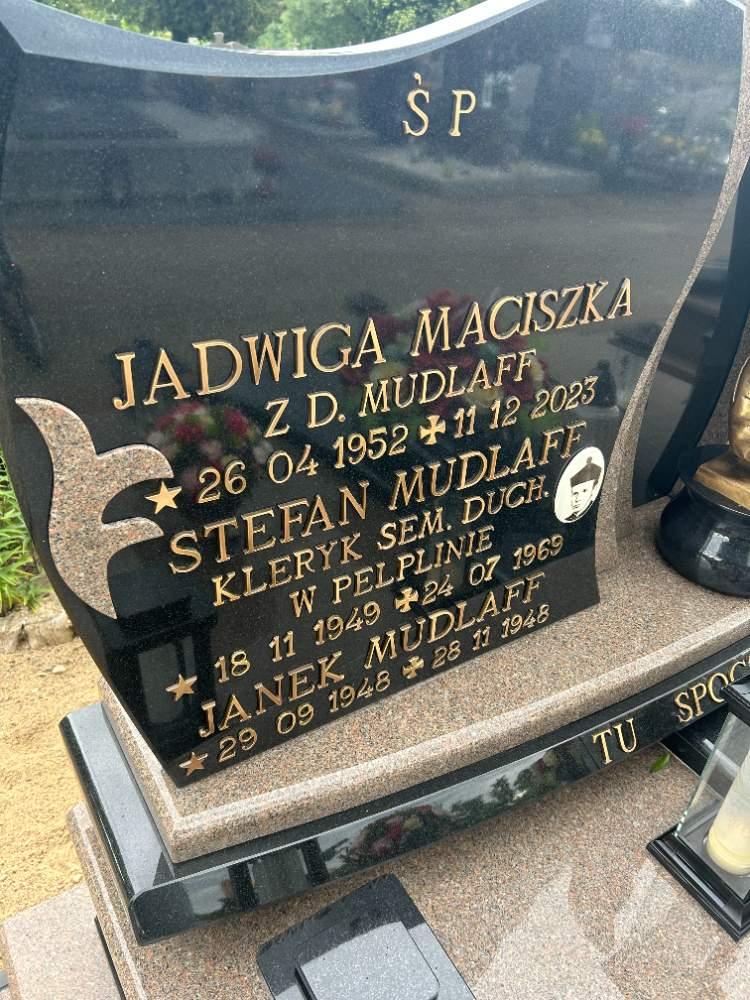 ŚP
JADWIGA MACISZKA
Z D. MUDLAFF
26 04 1952 11 12 2023
STEFAN MUDLAFF
KLERYK SEM. DUCH.
W PELPLINIE
18 11 1949 24 07 1969
JANEK MUDLAFF
29 09 1948 28 11 1948
TU